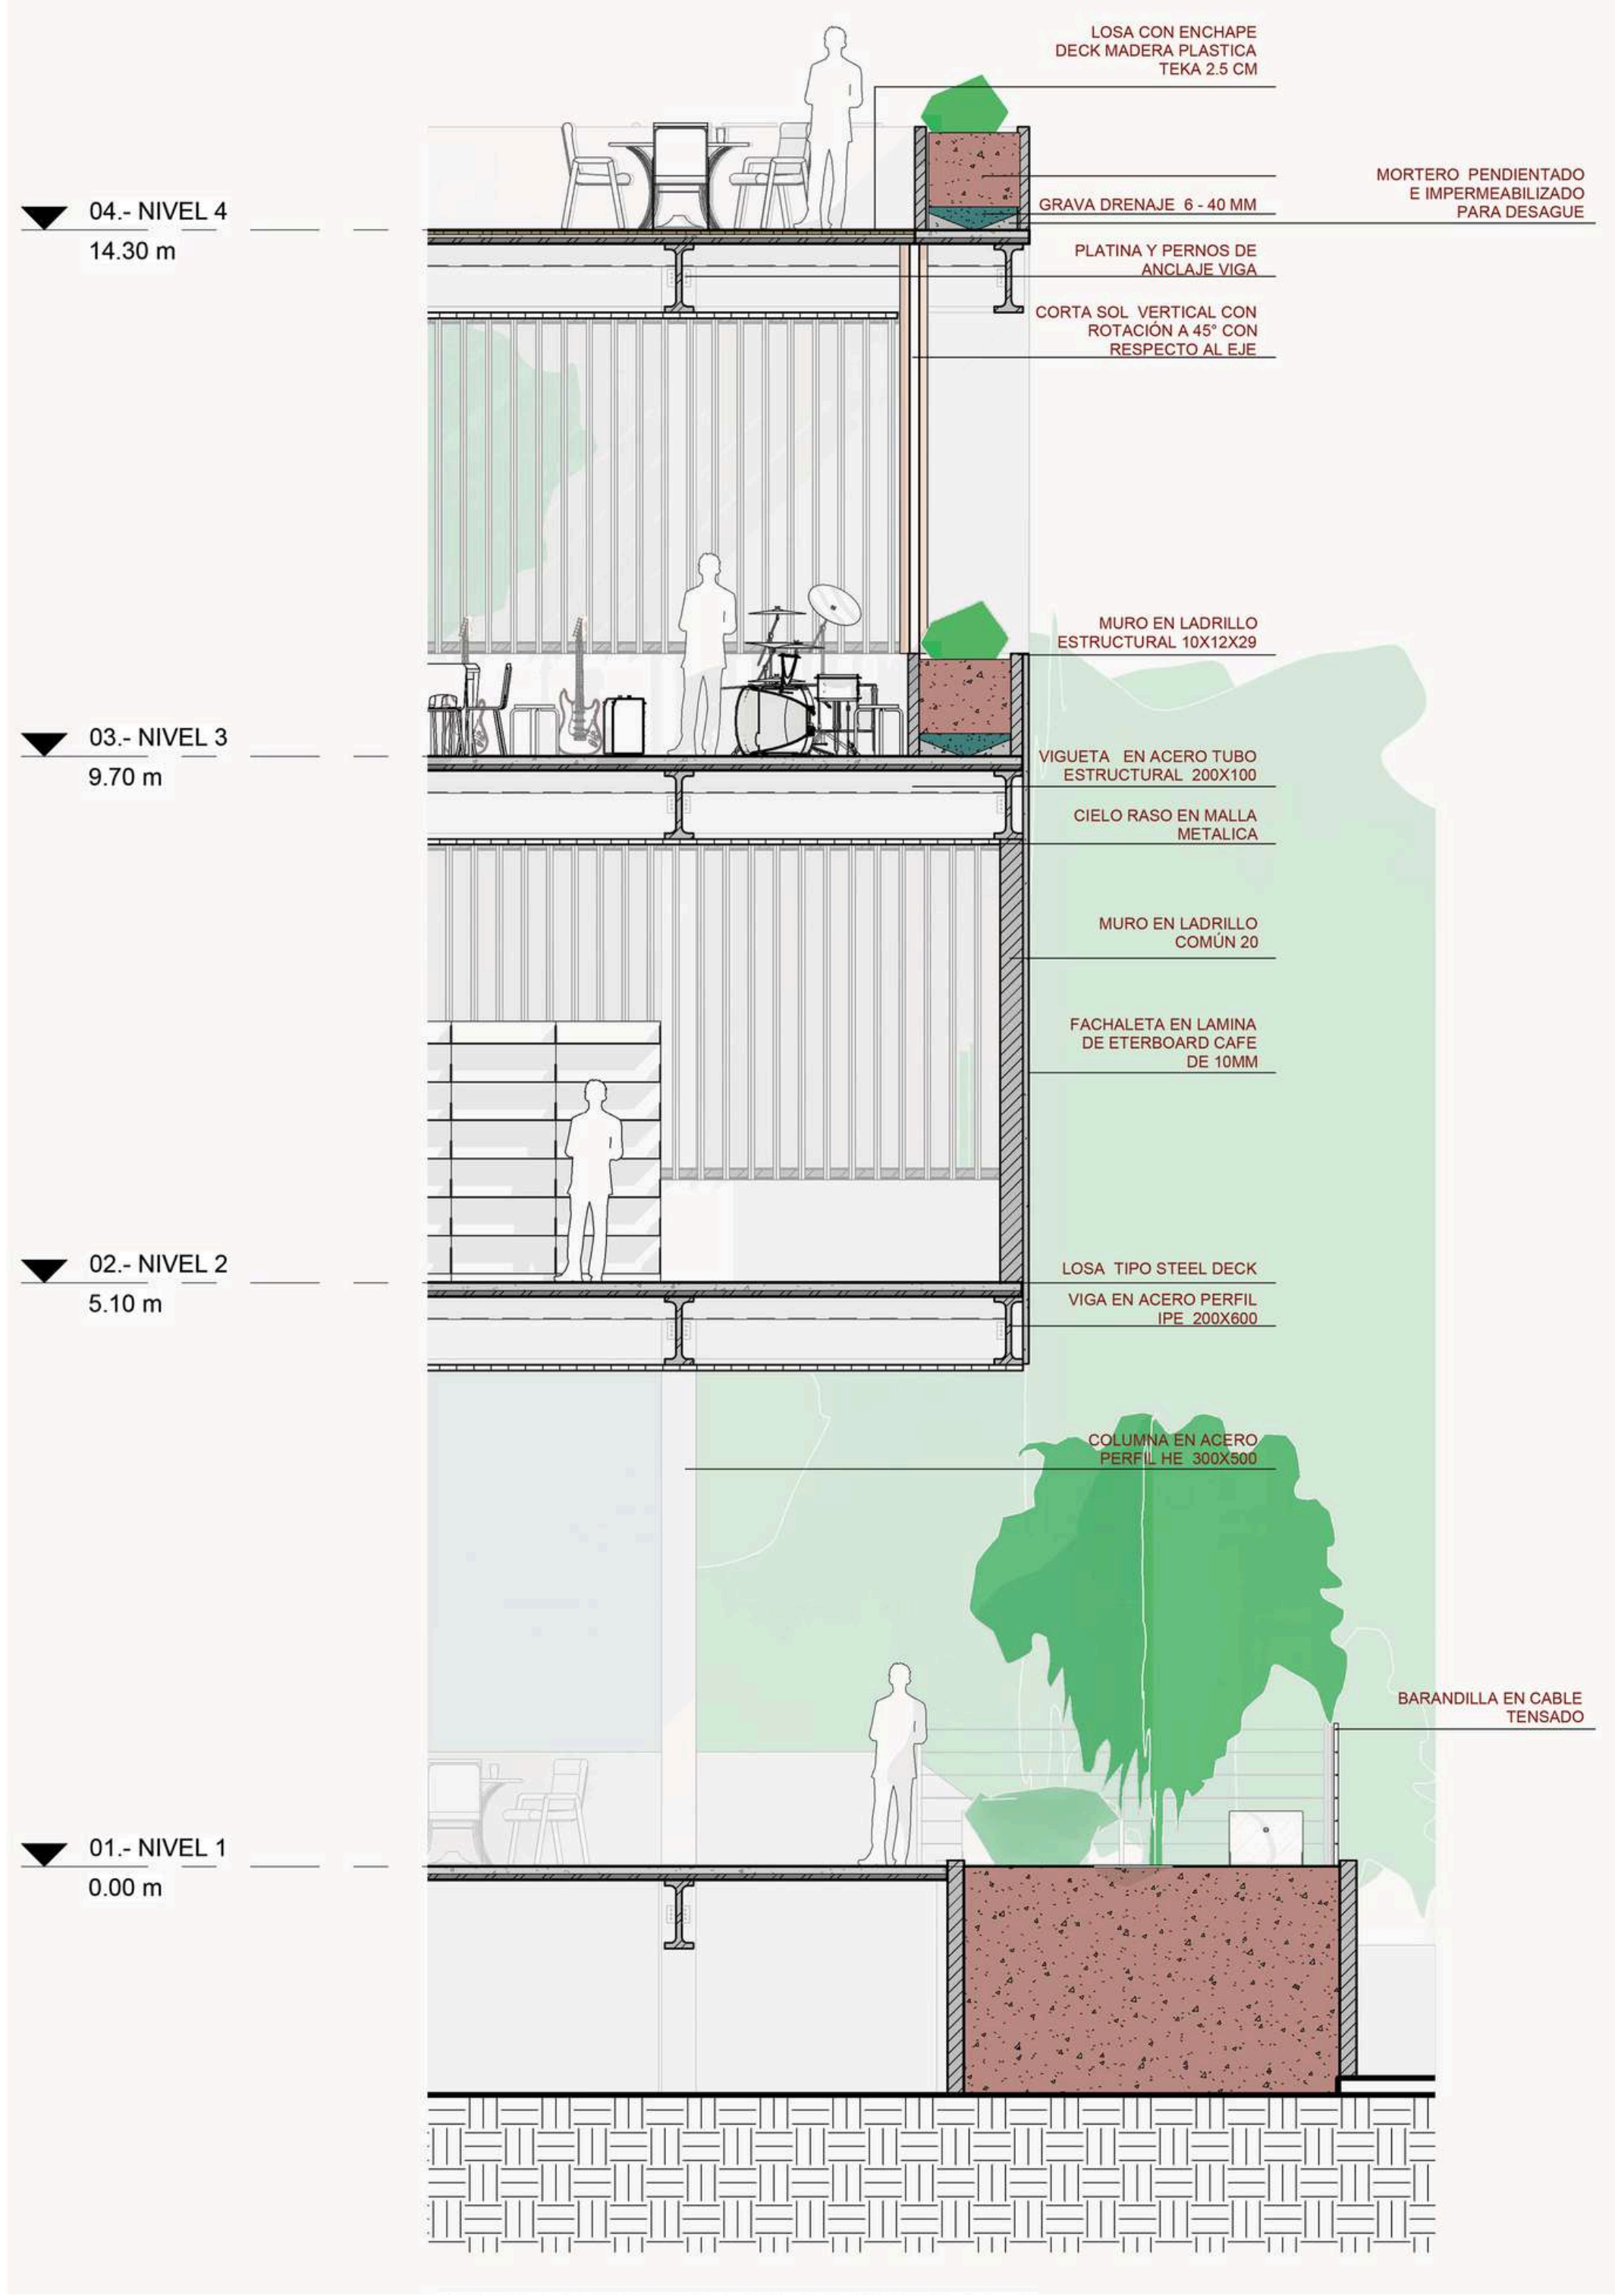 LOSA CON ENCHAPE
DECK MADERA PLASTICA
TEKA 2.5 CM
MORTERO PENDIENTADO
E IMPERMEABILIZADO
PARA DESAGUE
GRAVA DRENAJE 6 - 40 MM
04.- NIVEL 4
14.30 m
PLATINA Y PERNOS DE
ANCLAJE VIGA
CORTA SOL VERTICAL CON
ROTACIÓN A 45° CON
RESPECTO AL EJE
MURO EN LADRILLO
ESTRUCTURAL 10X12X29
03.- NIVEL 3
9.70 m
VIGUETA EN ACERO TUBO
ESTRUCTURAL 200X100
CIELO RASO EN MALLA
METALICA
MURO EN LADRILLO
COMÚN 20
FACHALETA EN LAMINA
DE ETERBOARD CAFE
DE 10MM
02.- NIVEL 2
5.10 m
LOSA TIPO STEEL DECK
VIGA EN ACERO PERFIL
IPE 200X600
COLUMNA EN ACERO
PERFIL HE 300X500
BARANDILLA EN CABLE
TENSADO
01.- NIVEL 1
0.00 m